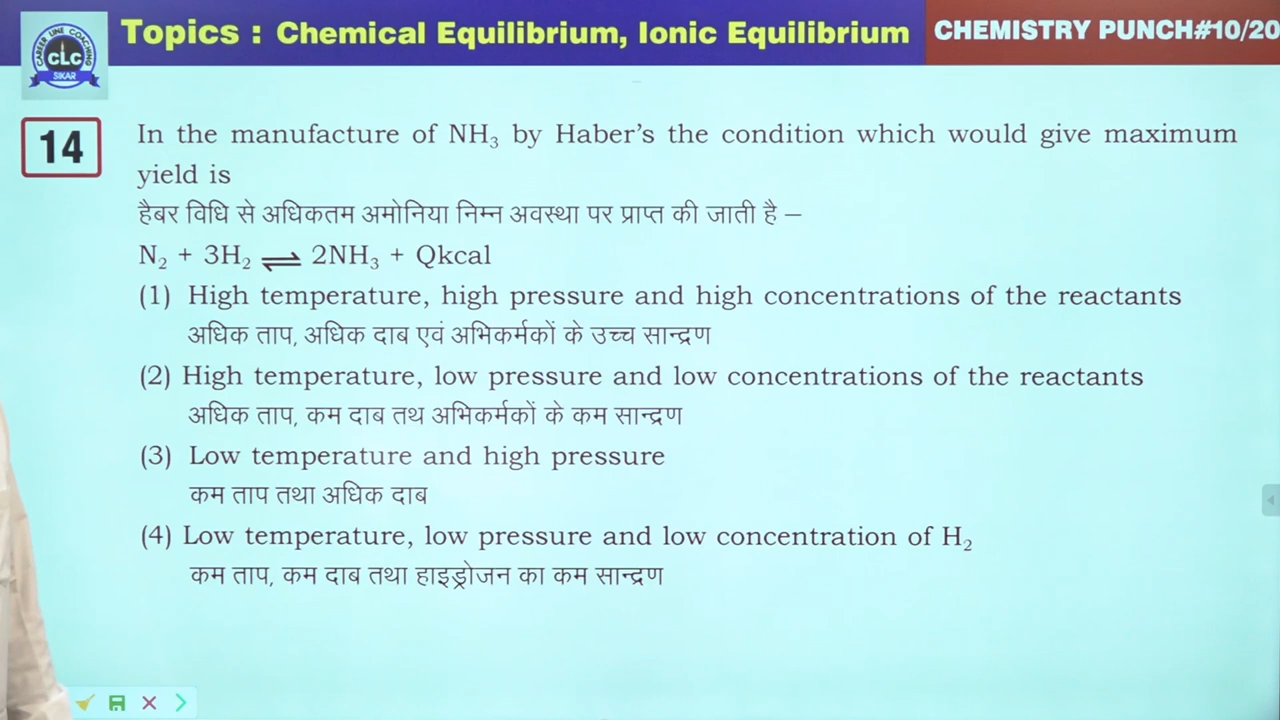 Topics : Chemical Equilibrium, Ionic Equilibrium
CHEMISTRY PUNCH#10/20
CAREER LINE COACHING
CLC
SIKAR
14
In the manufacture of NH₃ by Haber’s the condition which would give maximum
yield is
हैबर विधि से अधिकतम अमोनिया निम्न अवस्था पर प्राप्त की जाती है –
N₂ + 3H₂ ⇌ 2NH₃ + Qkcal
(1) High temperature, high pressure and high concentrations of the reactants
अधिक ताप, अधिक दाब एवं अभिकर्मकों के उच्च सान्द्रण
(2) High temperature, low pressure and low concentrations of the reactants
अधिक ताप, कम दाब तथ अभिकर्मकों के कम सान्द्रण
(3) Low temperature and high pressure
कम ताप तथा अधिक दाब
(4) Low temperature, low pressure and low concentration of H₂
कम ताप, कम दाब तथा हाइड्रोजन का कम सान्द्रण